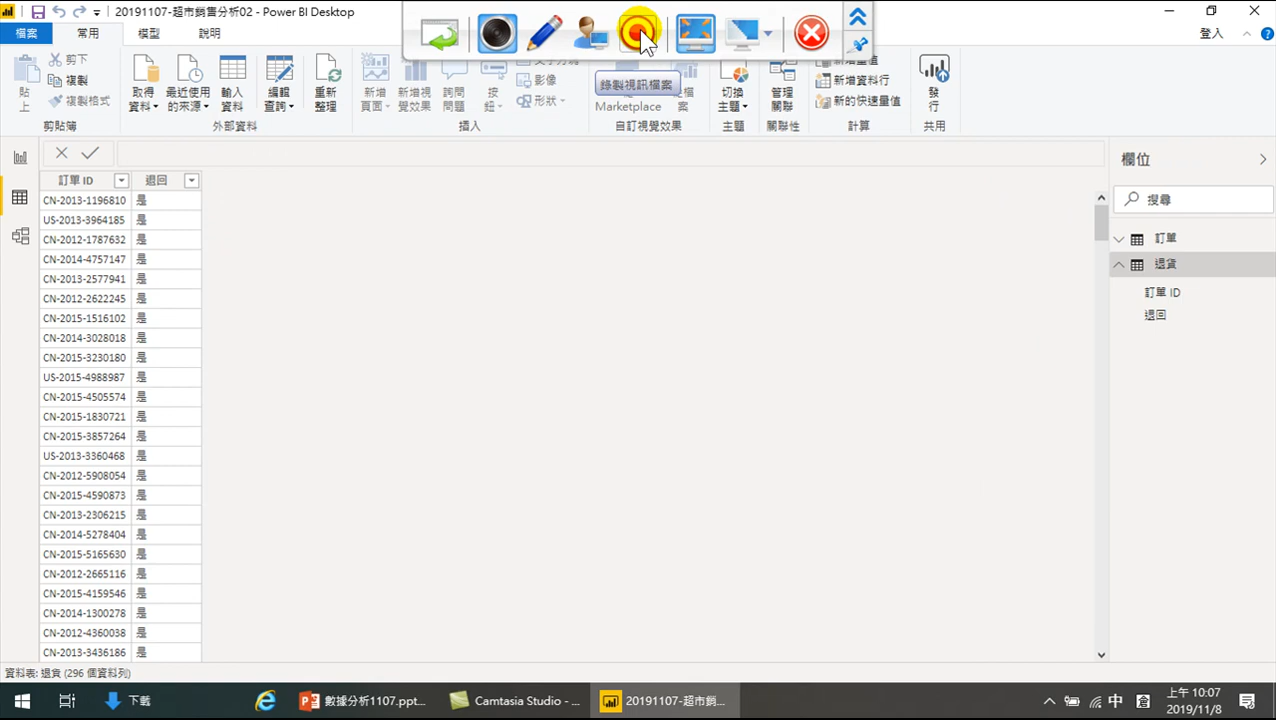 20191107-超市銷售分析02 - Power BI Desktop
檔案
常用
模型
說明
登入
貼上
剪下
複製
複製格式
剪貼簿
取得資料
最近使用的來源
輸入資料
編輯查詢
重新整理
外部資料
新增頁面
新增視覺效果
詢問問題
按鈕
影像
形狀
插入
錄製視訊檔案
Marketplace
檔案
自訂視覺效果
切換主題
主題
管理關聯
關聯性
新增量值
新增資料行
新的快速量值
計算
發行
共用
訂單 ID 退回
CN-2013-1196810 是
US-2013-3964185 是
CN-2012-1787632 是
CN-2014-4757147 是
CN-2013-2577941 是
CN-2012-2622245 是
CN-2015-1516102 是
CN-2014-3028018 是
CN-2015-3230180 是
US-2015-4988987 是
CN-2015-4505574 是
CN-2015-1830721 是
CN-2015-3857264 是
US-2013-3360468 是
CN-2012-5908054 是
CN-2015-4590873 是
CN-2013-2306215 是
CN-2014-5278404 是
CN-2015-5165630 是
CN-2012-2665116 是
CN-2015-4159546 是
CN-2014-1300278 是
CN-2012-4360038 是
CN-2013-3436186 是
欄位
搜尋
訂單
退貨
訂單 ID
退回
資料表: 退貨 (296 個資料列)
下載
數據分析1107.ppt...
Camtasia Studio - ...
20191107-超市銷...
中
上午 10:07
2019/11/8